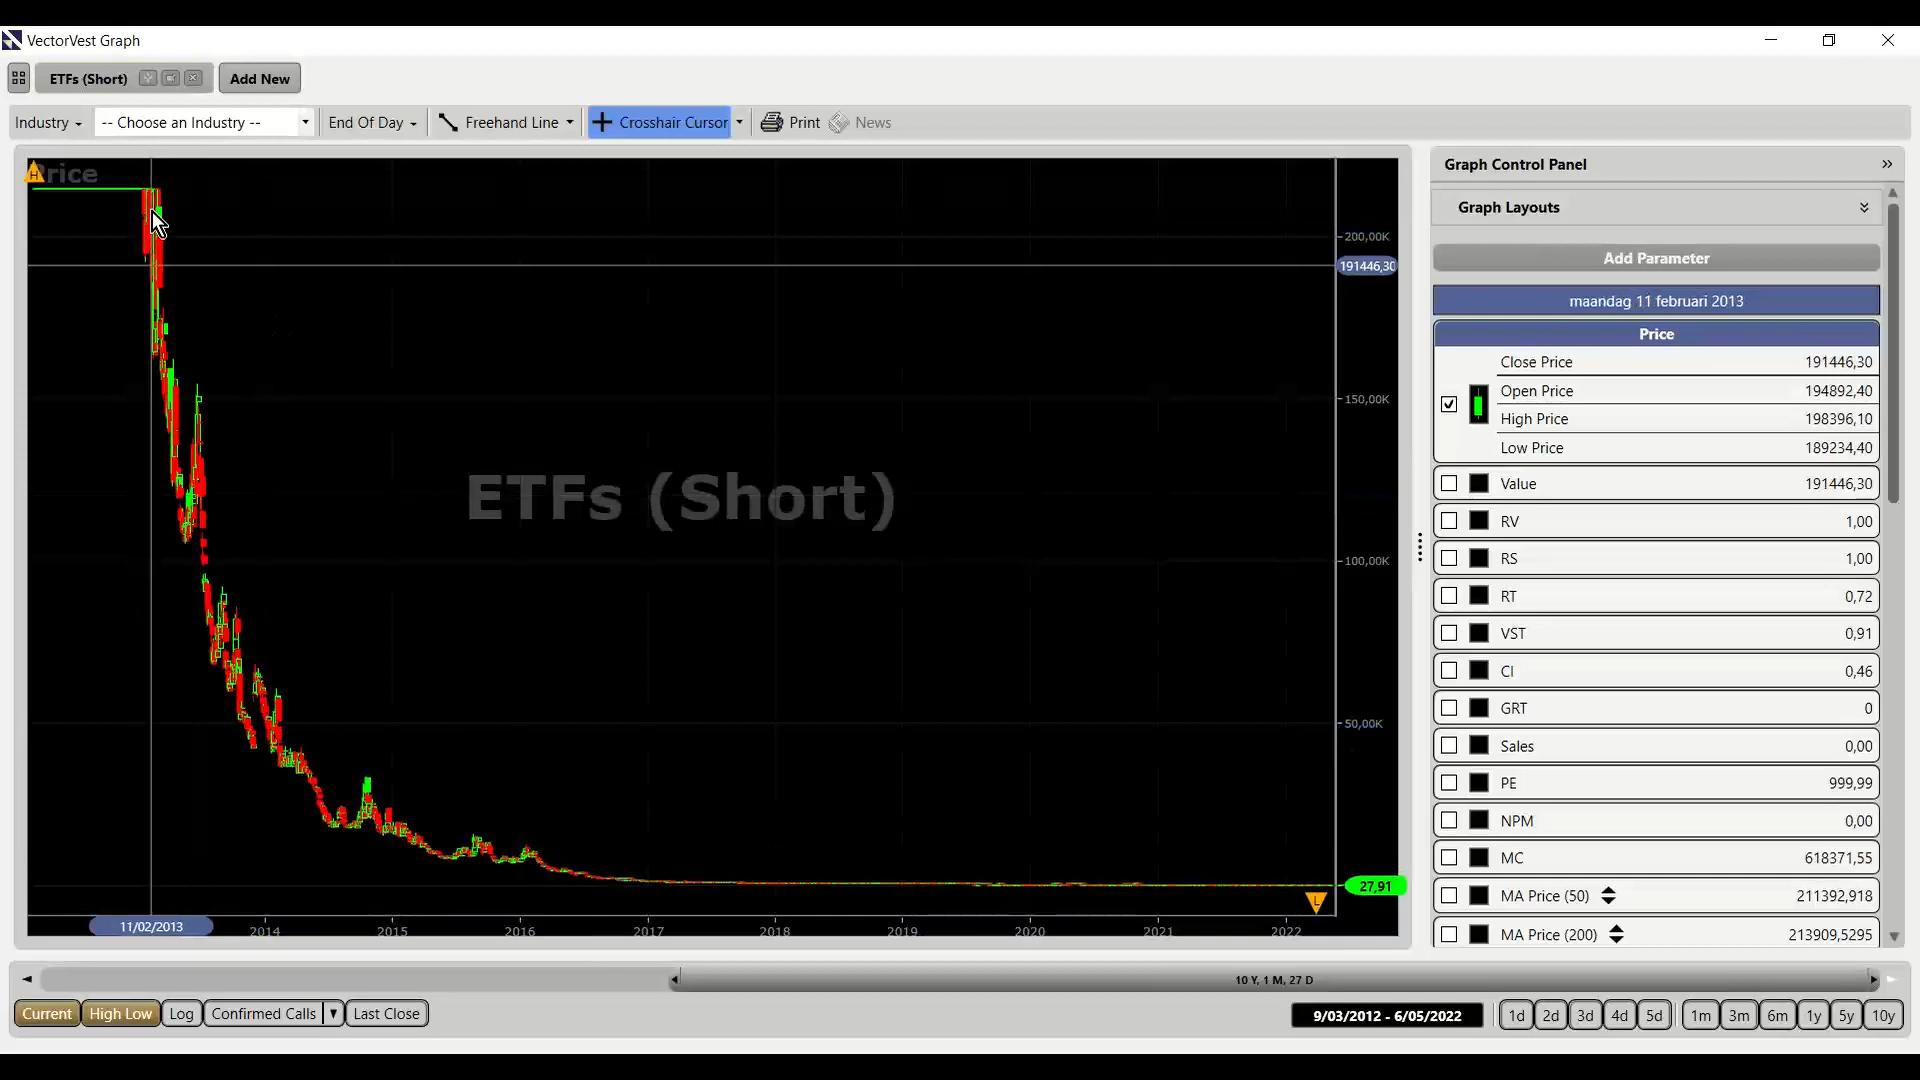 VectorVest Graph
ETFs (Short)
Add New
Industry
-- Choose an Industry --
End Of Day
Freehand Line
Crosshair Cursor
Print
News
H
Price
ETFs (Short)
200,00K
191446,30
150,00K
100,00K
50,00K
27,91
L
11/02/2013
2014
2015
2016
2017
2018
2019
2020
2021
2022
Graph Control Panel
Graph Layouts
Add Parameter
maandag 11 februari 2013
Price
Close Price 191446,30
Open Price 194892,40
High Price 198396,10
Low Price 189234,40
Value 191446,30
RV 1,00
RS 1,00
RT 0,72
VST 0,91
CI 0,46
GRT 0
Sales 0,00
PE 999,99
NPM 0,00
MC 618371,55
MA Price (50) 211392,918
MA Price (200) 213909,5295
10 Y, 1 M, 27 D
Current
High Low
Log
Confirmed Calls
Last Close
9/03/2012 - 6/05/2022
1d
2d
3d
4d
5d
1m
3m
6m
1y
5y
10y